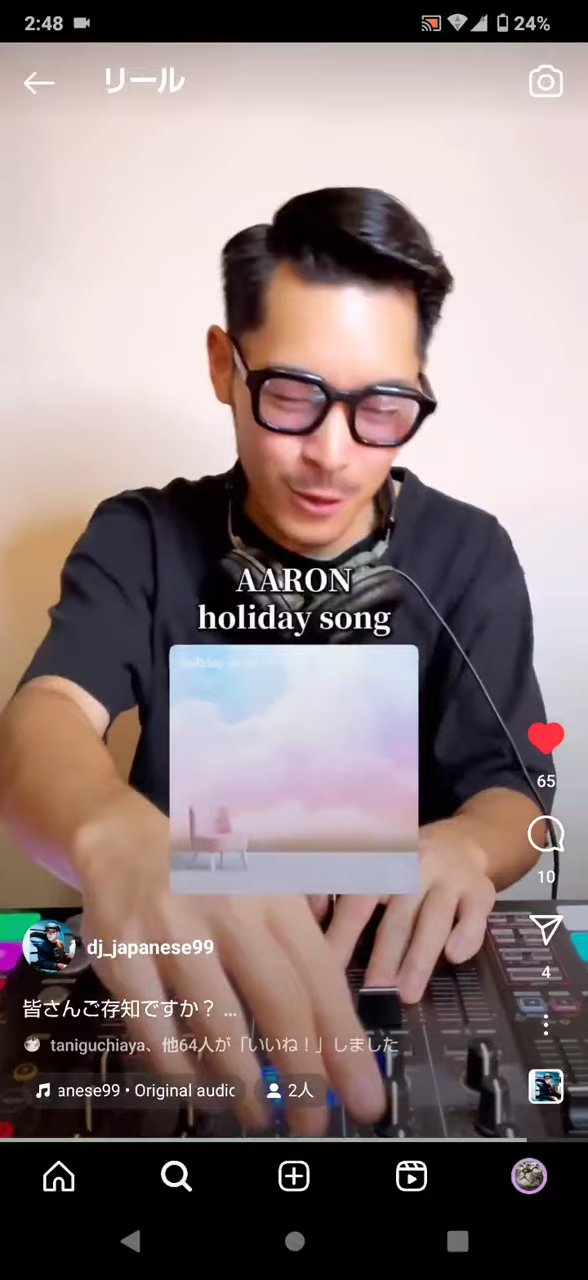 2:48
24%
リール
AARON
holiday song
65
10
dj_japanese99
4
皆さんご存知ですか？ …
taniguchiaya、他64人が「いいね！」しました
anese99 • Original audio
2人